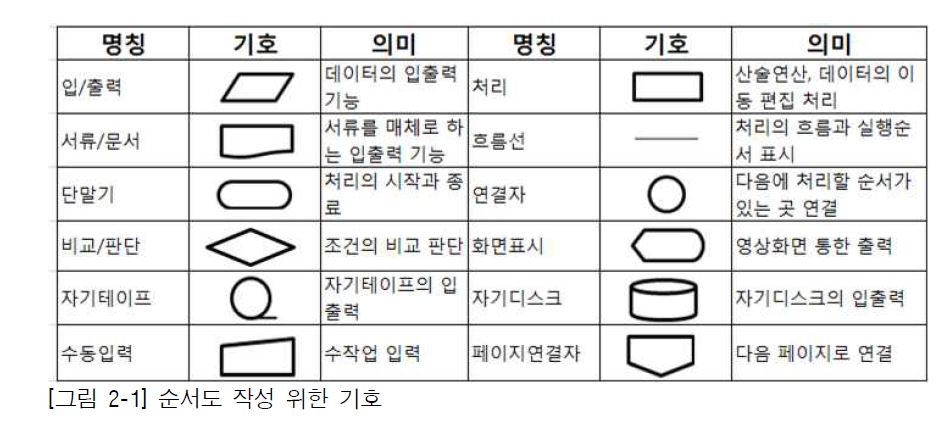 명칭 기호 의미 명칭 기호 의미
입/출력 데이터의 입출력 처리 산술연산, 데이터의 이
기능 동 편집 처리
서류/문서 서류를 매체로 하 흐름선 처리의 흐름과 실행순
는 입출력 기능 서 표시
단말기 처리의 시작과 종 연결자 다음에 처리할 순서가
료 있는 곳 연결
비교/판단 조건의 비교 판단 화면표시 영상화면 통한 출력
자기테이프 자기테이프의 입 자기디스크 자기디스크의 입출력
출력
수동입력 수작업 입력 페이지연결자 다음 페이지로 연결
[그림 2-1] 순서도 작성 위한 기호